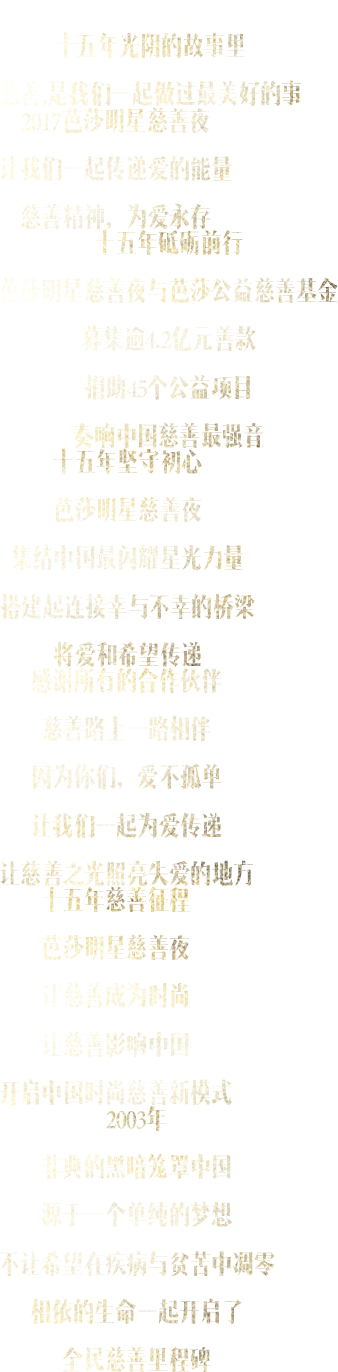 十五年光阴的故事里
慈善,是我们一起做过最美好的事
2017芭莎明星慈善夜
让我们一起传递爱的能量
慈善精神，为爱永存
十五年砥砺前行
芭莎明星慈善夜与芭莎公益慈善基金
募集逾4.2亿元善款
捐助45个公益项目
奏响中国慈善最强音
十五年坚守初心
芭莎明星慈善夜
集结中国最闪耀星光力量
搭建起连接幸与不幸的桥梁
将爱和希望传递
感谢所有的合作伙伴
慈善路上一路相伴
因为你们，爱不孤单
让我们一起为爱传递
让慈善之光照亮失爱的地方
十五年慈善征程
芭莎明星慈善夜
让慈善成为时尚
让慈善影响中国
开启中国时尚慈善新模式
2003年
非典的黑暗笼罩中国
源于一个单纯的梦想
不让希望在疾病与贫苦中凋零
相依的生命一起开启了
全民慈善里程碑